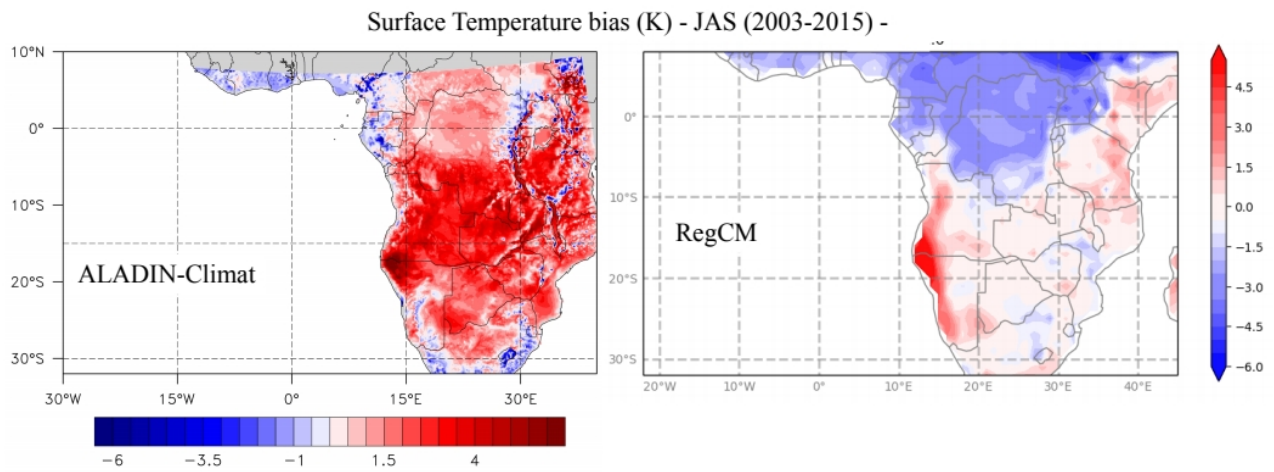 Surface Temperature bias (K) - JAS (2003-2015) -
10°N
0°
10°S
20°S
30°S
ALADIN-Climat
30°W 15°W 0° 15°E 30°E
−6 −3.5 −1 1.5 4
0°
10°S
20°S
30°S
RegCM
20°W 10°W 0° 10°E 20°E 30°E 40°E
4.5
3.0
1.5
0.0
−1.5
−3.0
−4.5
−6.0